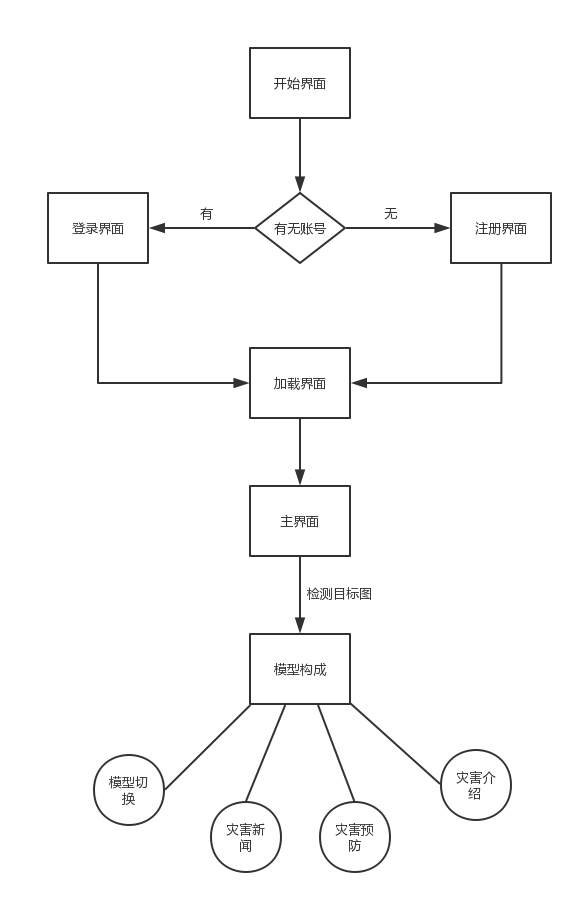 开始界面
有
无
登录界面
有无账号
注册界面
加载界面
主界面
检测目标图
模型构成
模型切
换
灾害新
闻
灾害预
防
灾害介
绍